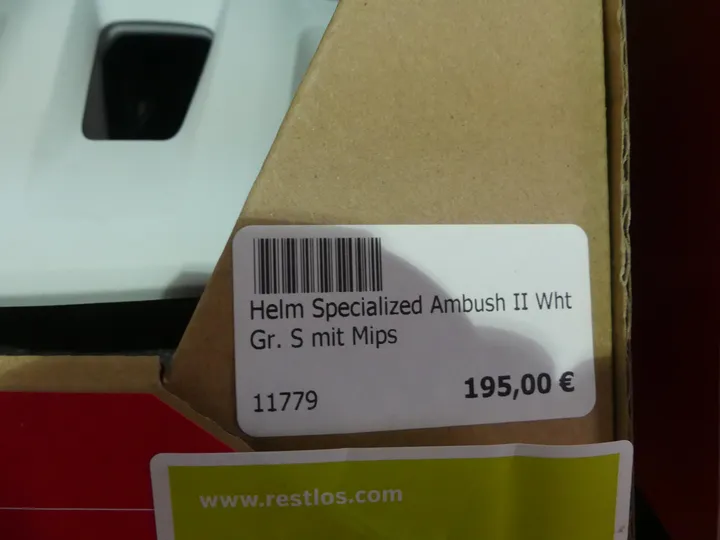 Helm Specialized Ambush II Wht
Gr. S mit Mips
11779 195,00 €
www.restlos.com